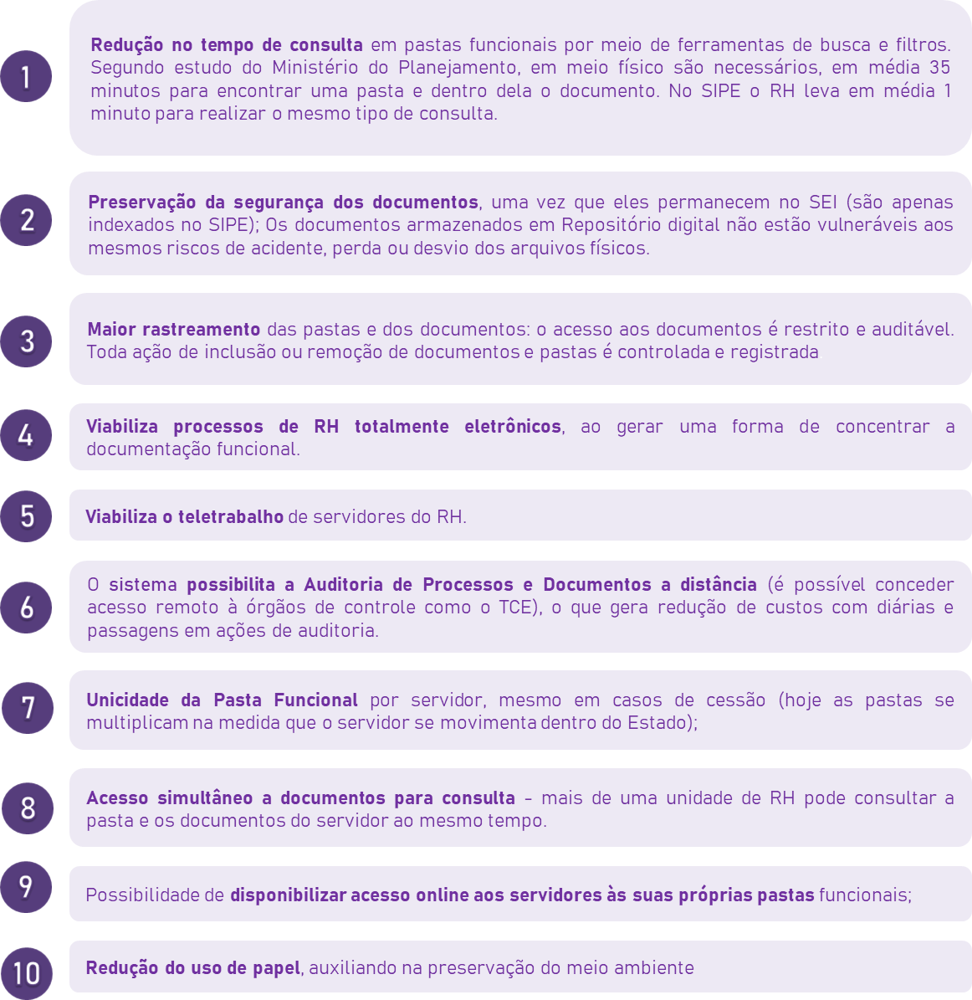 1
Redução no tempo de consulta em pastas funcionais por meio de ferramentas de busca e filtros.
Segundo estudo do Ministério do Planejamento, em meio físico são necessários, em média 35
minutos para encontrar uma pasta e dentro dela o documento. No SIPE o RH leva em média 1
minuto para realizar o mesmo tipo de consulta.
2
Preservação da segurança dos documentos, uma vez que eles permanecem no SEI (são apenas
indexados no SIPE); Os documentos armazenados em Repositório digital não estão vulneráveis aos
mesmos riscos de acidente, perda ou desvio dos arquivos físicos.
3
Maior rastreamento das pastas e dos documentos: o acesso aos documentos é restrito e auditável.
Toda ação de inclusão ou remoção de documentos e pastas é controlada e registrada.
4
Viabiliza processos de RH totalmente eletrônicos, ao gerar uma forma de concentrar a
documentação funcional.
5
Viabiliza o teletrabalho de servidores do RH.
6
O sistema possibilita a Auditoria de Processos e Documentos a distância (é possível conceder
acesso remoto à órgãos de controle como o TCE), o que gera redução de custos com diárias e
passagens em ações de auditoria.
7
Unicidade da Pasta Funcional por servidor, mesmo em casos de cessão (hoje as pastas se
multiplicam na medida que o servidor se movimenta dentro do Estado);
8
Acesso simultâneo a documentos para consulta - mais de uma unidade de RH pode consultar a
pasta e os documentos do servidor ao mesmo tempo.
9
Possibilidade de disponibilizar acesso online aos servidores às suas próprias pastas funcionais;
10
Redução do uso de papel, auxiliando na preservação do meio ambiente